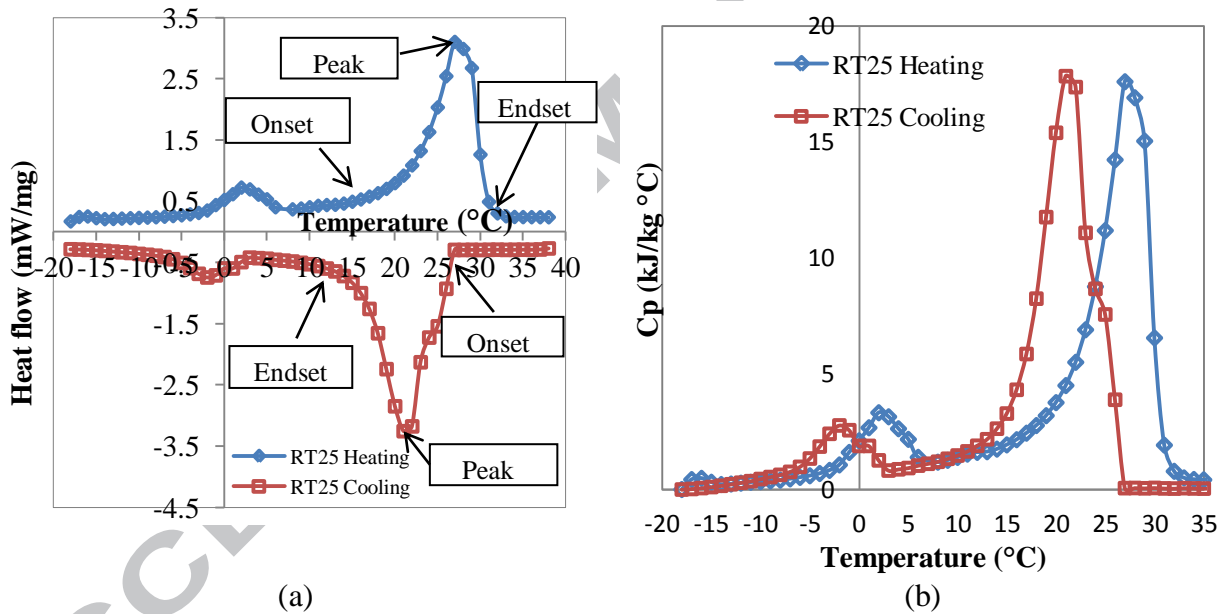 3.5
2.5
1.5
0.5
-0.5
-1.5
-2.5
-3.5
-4.5
Heat flow (mW/mg)
Peak
Onset
Endset
Temperature (°C)
-20 -15 -10 -5 0 5 10 15 20 25 30 35 40
Endset
Onset
Peak
RT25 Heating
RT25 Cooling
(a)
20
15
10
5
0
Cp (kJ/kg °C)
RT25 Heating
RT25 Cooling
-20 -15 -10 -5 0 5 10 15 20 25 30 35
Temperature (°C)
(b)